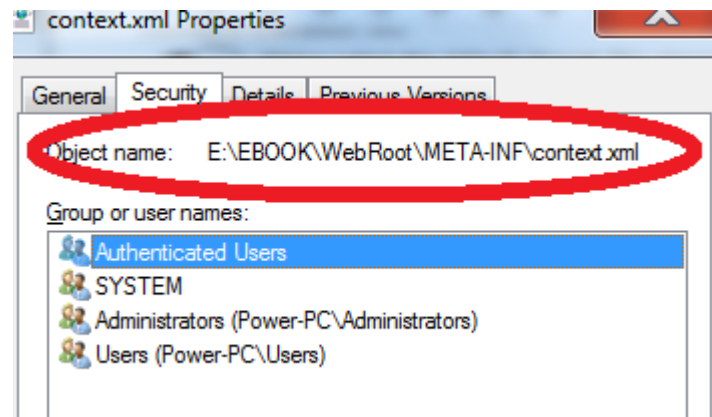 context.xml Properties
General Security Details Previous Versions
Object name: E:\EBOOK\WebRoot\META-INF\context.xml
Group or user names:
Authenticated Users
SYSTEM
Administrators (Power-PC\Administrators)
Users (Power-PC\Users)